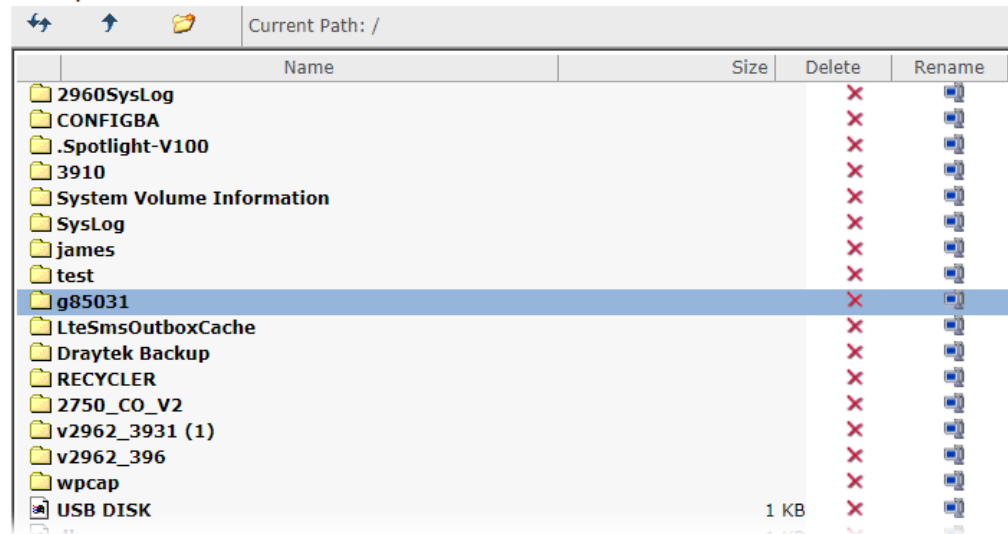 Current Path: /
Name Size Delete Rename
2960SysLog
CONFIGBA
.Spotlight-V100
3910
System Volume Information
SysLog
james
test
g85031
LteSmsOutboxCache
Draytek Backup
RECYCLER
2750_CO_V2
v2962_3931 (1)
v2962_396
wpcap
USB DISK 1 KB